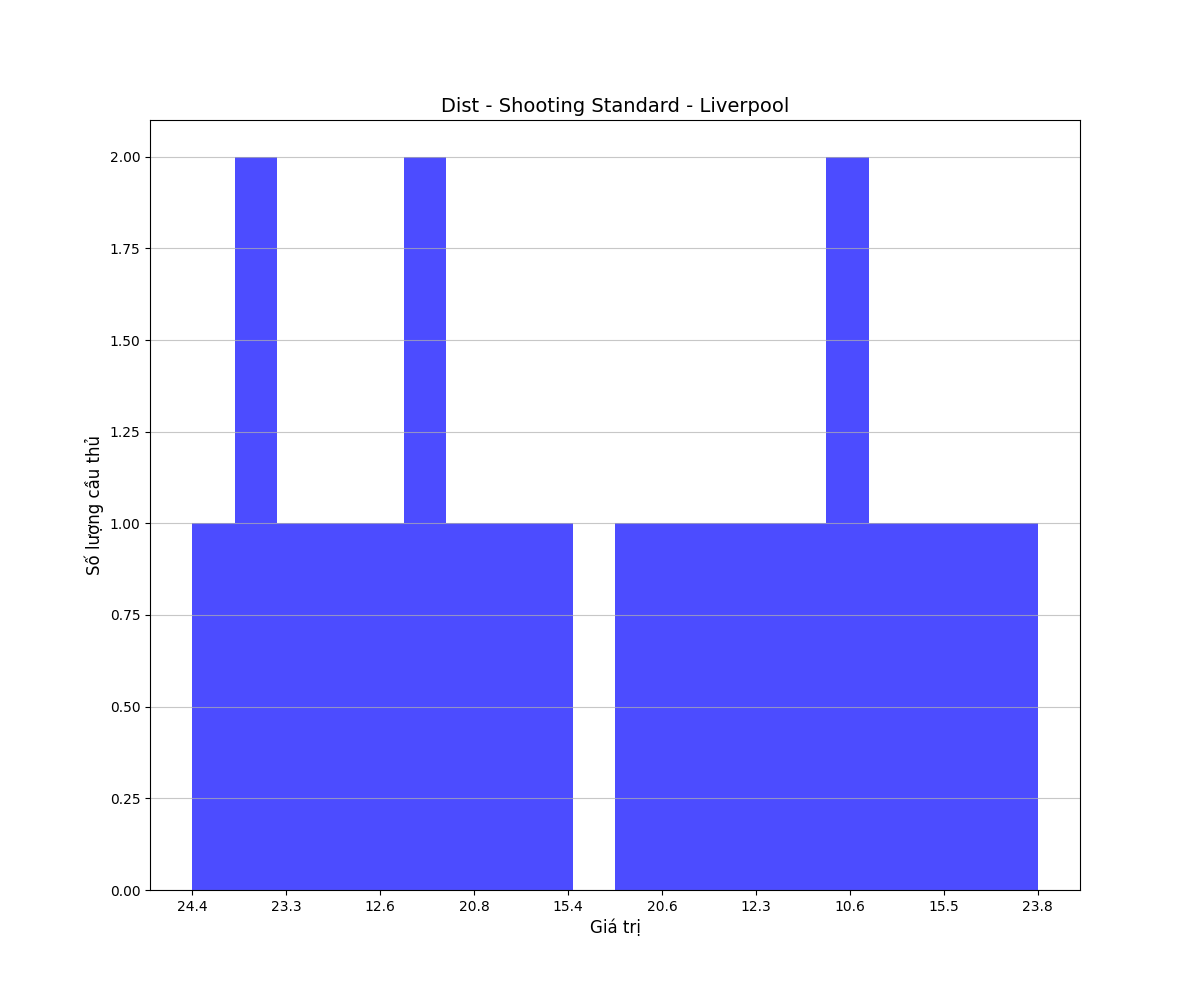 Dist - Shooting Standard - Liverpool
Số lượng cầu thủ
2.00
1.75
1.50
1.25
1.00
0.75
0.50
0.25
0.00
24.4 23.3 12.6 20.8 15.4 20.6 12.3 10.6 15.5 23.8
Giá trị